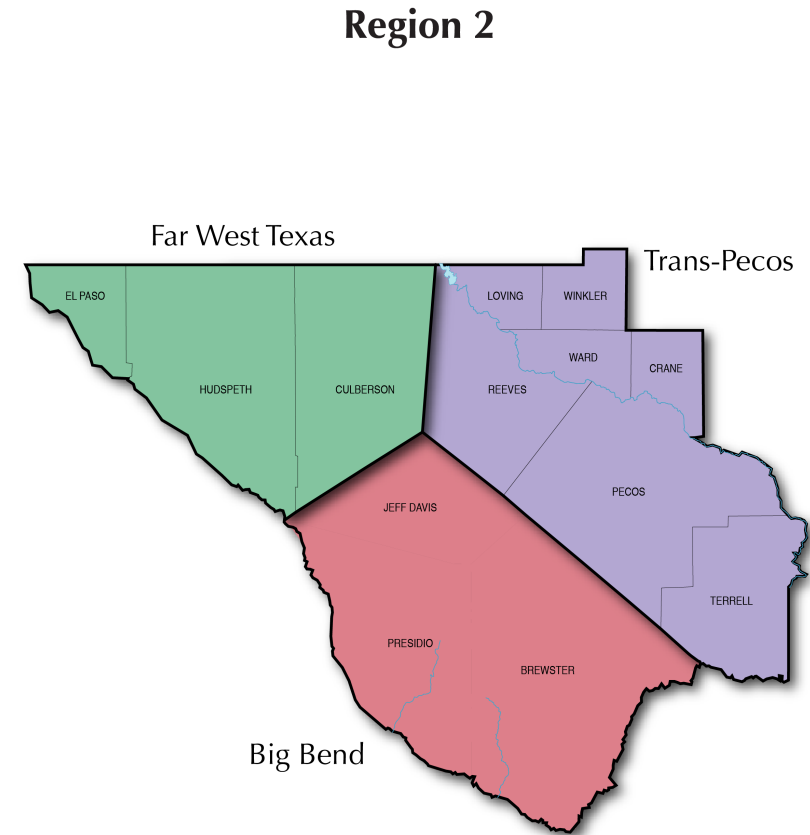 Region 2
Far West Texas
Trans-Pecos
EL PASO
LOVING
WINKLER
WARD
CRANE
HUDSPETH
CULBERSON
REEVES
PECOS
JEFF DAVIS
TERRELL
PRESIDIO
BREWSTER
Big Bend